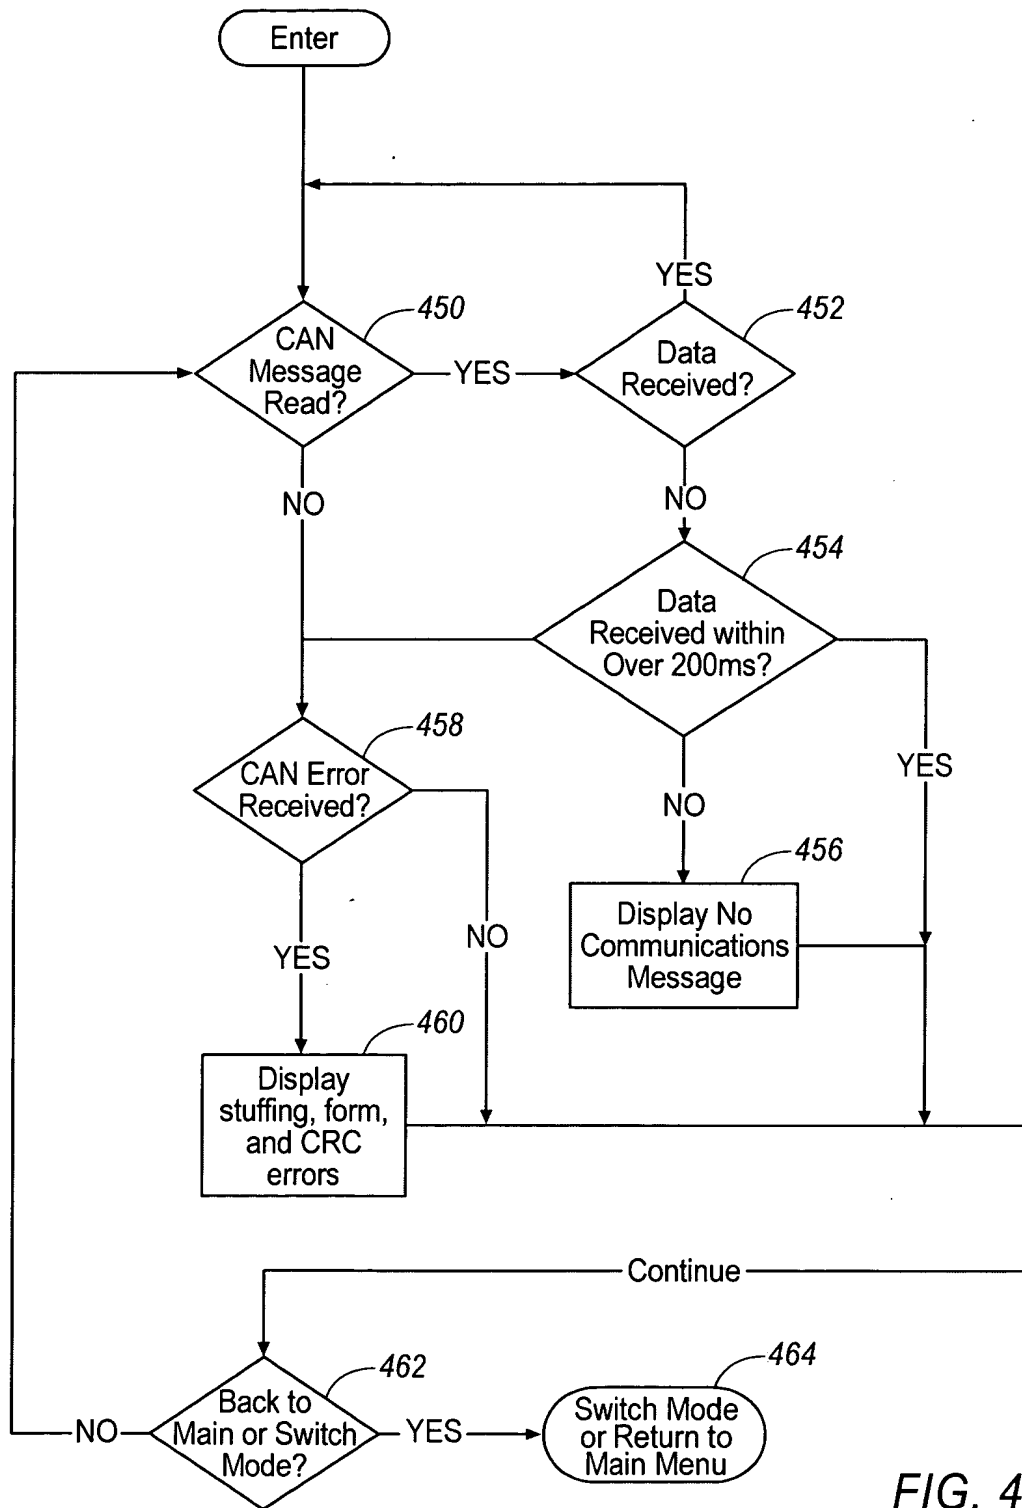 Enter
YES
450
CAN
Message
Read?
YES
452
Data
Received?
NO
NO
454
Data
Received within
Over 200ms?
458
CAN Error
Received?
YES
NO
456
Display No
Communications
Message
YES
NO
460
Display
stuffing, form,
and CRC
errors
Continue
462
Back to
Main or Switch
Mode?
NO
YES
464
Switch Mode
or Return to
Main Menu
FIG. 4